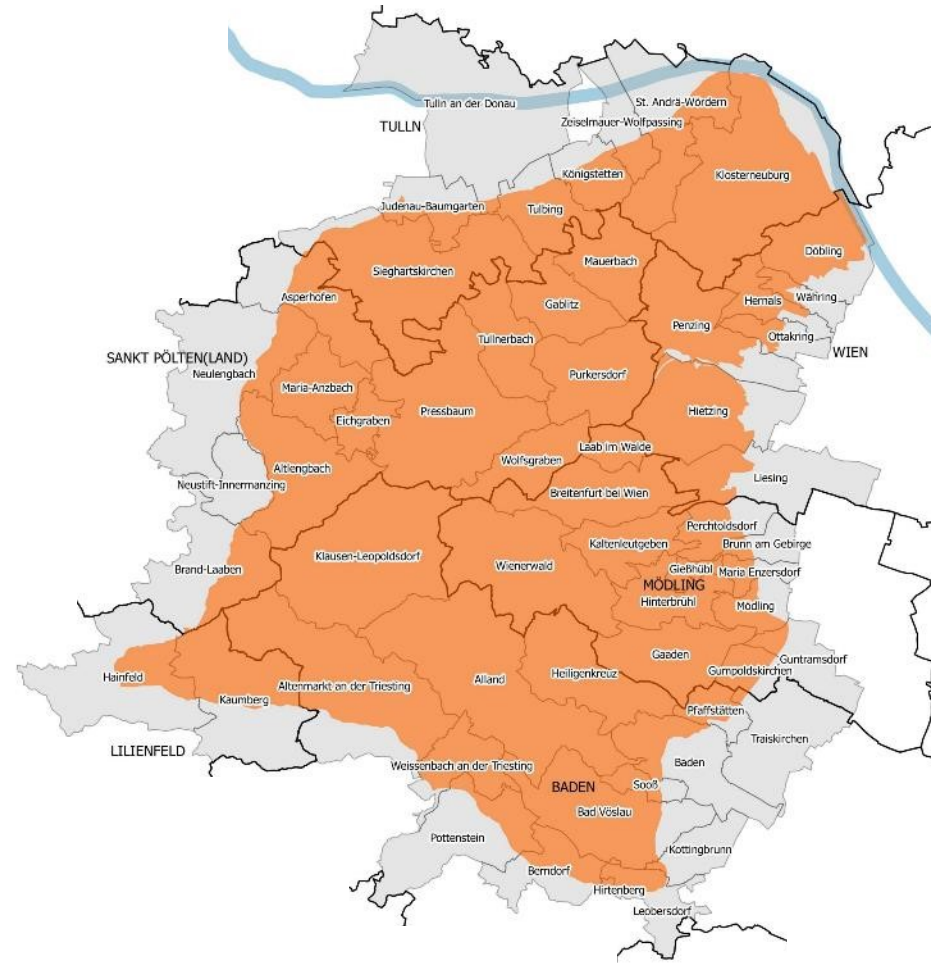 Tulln an der Donau
St. Andrä-Wördern
Zeiselmauer-Wolfpassing
TULLN
Königstetten
Klosterneuburg
Judenau-Baumgarten
Tulbing
Döbling
Mauerbach
Sieghartskirchen
Asperhofen
Gablitz
Hernals
Währing
Penzing
Ottakring
Tullnerbach
WIEN
SANKT PÖLTEN(LAND)
Neulengbach
Purkersdorf
Maria-Anzbach
Pressbaum
Hietzing
Eichgraben
Laab im Walde
Wolfsgraben
Altlengbach
Liesing
Neustift-Innermanzing
Breitenfurt bei Wien
Perchtoldsdorf
Kaltenleutgeben
Brunn am Gebirge
Klausen-Leopoldsdorf
Wienerwald
Gießhübl
Maria Enzersdorf
Brand-Laaben
MÖDLING
Hinterbrühl
Mödling
Gaaden
Guntramsdorf
Hainfeld
Heiligenkreuz
Gumpoldskirchen
Alland
Altenmarkt an der Triesting
Kaumberg
Pfaffstätten
Traiskirchen
LILIENFELD
Baden
Weissenbach an der Triesting
Sooß
BADEN
Bad Vöslau
Pottenstein
Kottingbrunn
Berndorf
Hirtenberg
Leobersdorf